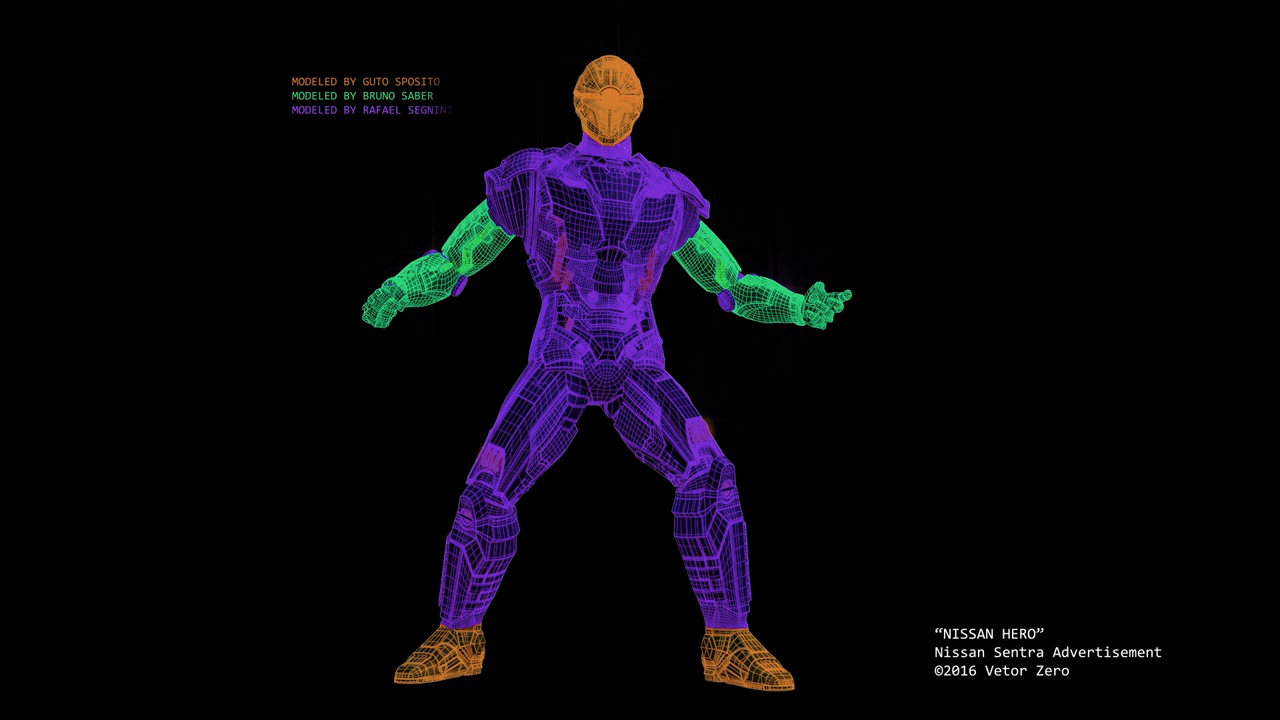 MODELED BY GUTO SPOSITO
MODELED BY BRUNO SABER
MODELED BY RAFAEL SEGNINI
“NISSAN HERO”
Nissan Sentra Advertisement
©2016 Vetor Zero